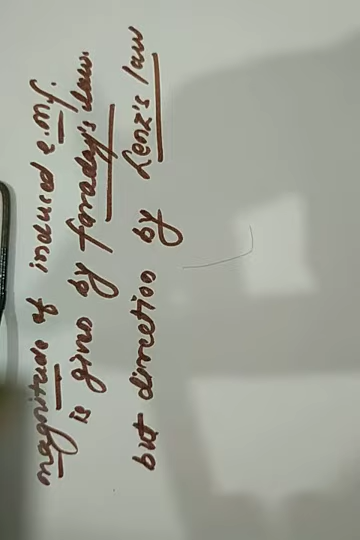 magnitude of induced e.m.f.
is given by faraday's law.
but direction by Lenz's law